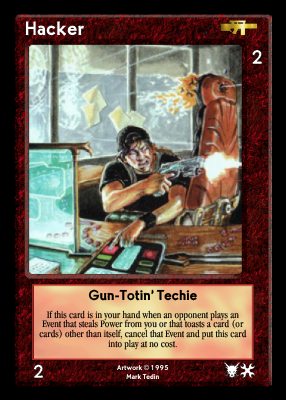 Hacker
2
Gun-Totin' Techie
If this card is in your hand when an opponent plays an
Event that steals Power from you or that toasts a card (or
cards) other than itself, cancel that Event and put this card
into play at no cost.
2
Artwork © 1995
Mark Tedin